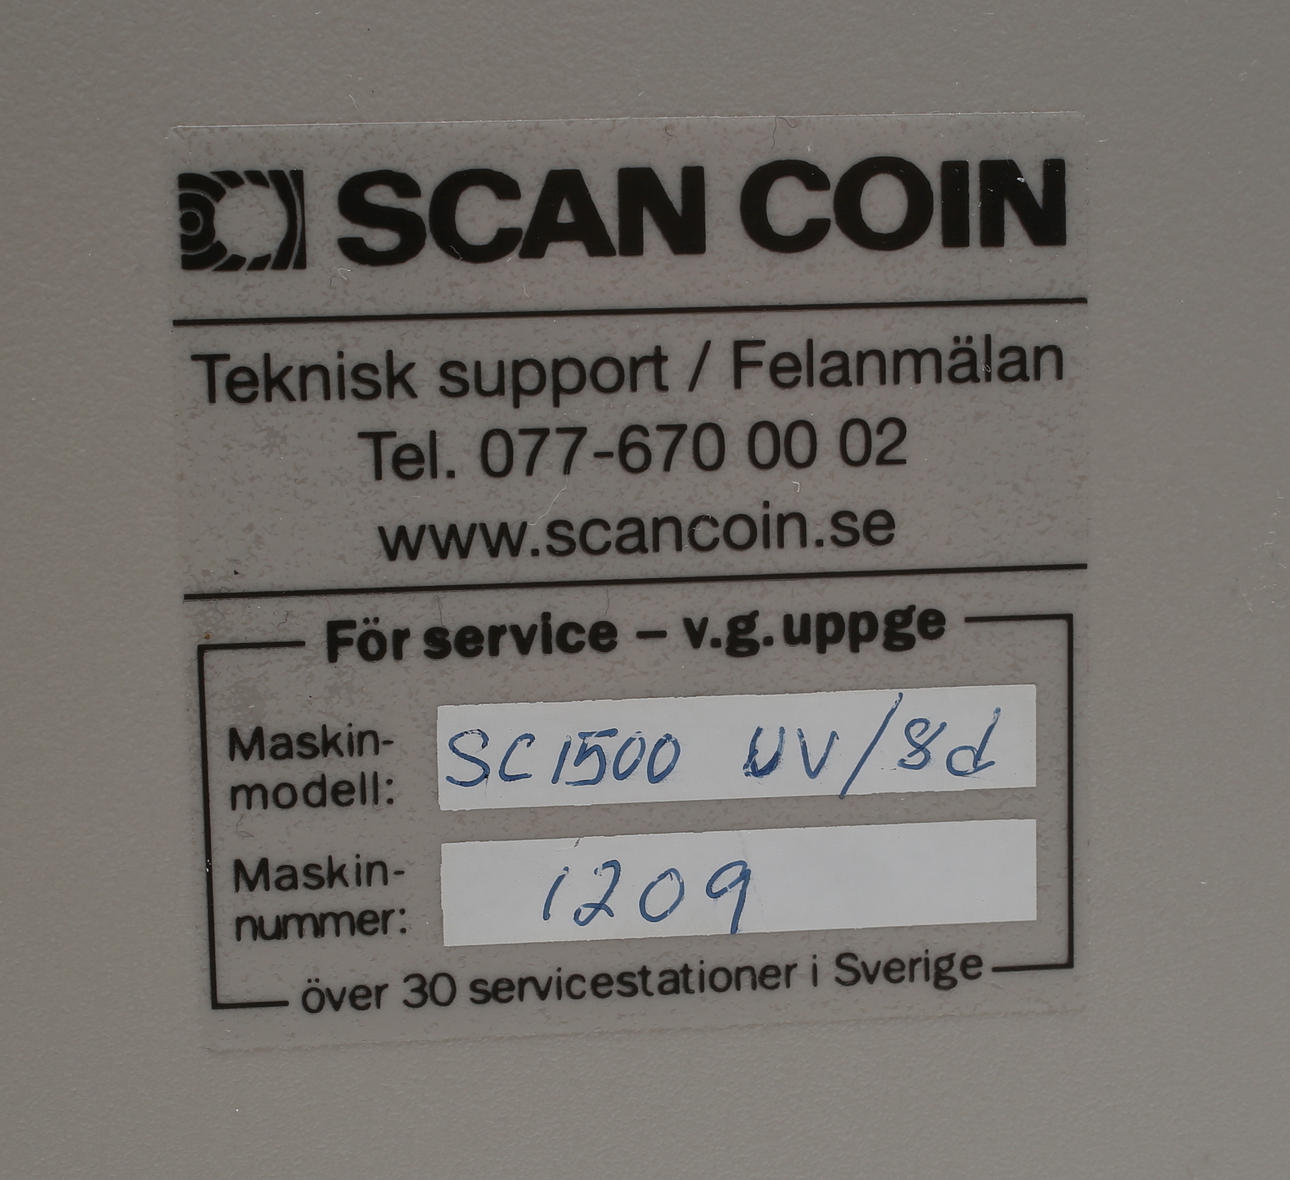 SCAN COIN
Teknisk support / Felanmälan
Tel. 077-670 00 02
www.scancoin.se
För service – v.g. uppge
Maskin-
modell: SC1500 UV/8d
Maskin-
nummer: 1209
över 30 servicestationer i Sverige